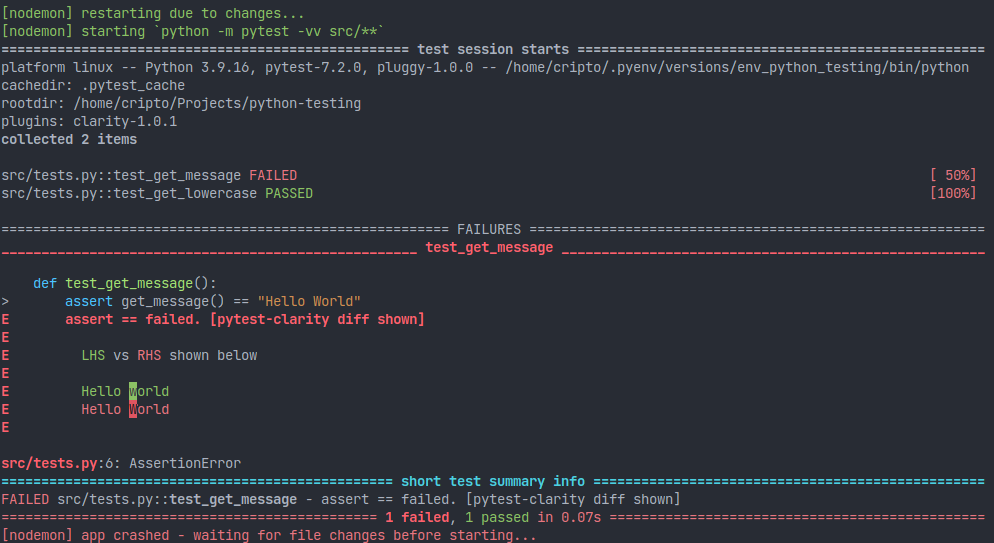 [nodemon] restarting due to changes...
[nodemon] starting `python -m pytest -vv src/**`
=================================================== test session starts ===================================================
platform linux -- Python 3.9.16, pytest-7.2.0, pluggy-1.0.0 -- /home/cripto/.pyenv/versions/env_python_testing/bin/python
cachedir: .pytest_cache
rootdir: /home/cripto/Projects/python-testing
plugins: clarity-1.0.1
collected 2 items
src/tests.py::test_get_message FAILED [ 50%]
src/tests.py::test_get_lowercase PASSED [100%]
======================================================== FAILURES =========================================================
____________________________________________________ test_get_message _____________________________________________________
def test_get_message():
> assert get_message() == "Hello World"
E assert == failed. [pytest-clarity diff shown]
E
E LHS vs RHS shown below
E
E Hello world
E Hello World
E
src/tests.py:6: AssertionError
================================================= short test summary info =================================================
FAILED src/tests.py::test_get_message - assert == failed. [pytest-clarity diff shown]
=============================================== 1 failed, 1 passed in 0.07s ===============================================
[nodemon] app crashed - waiting for file changes before starting...